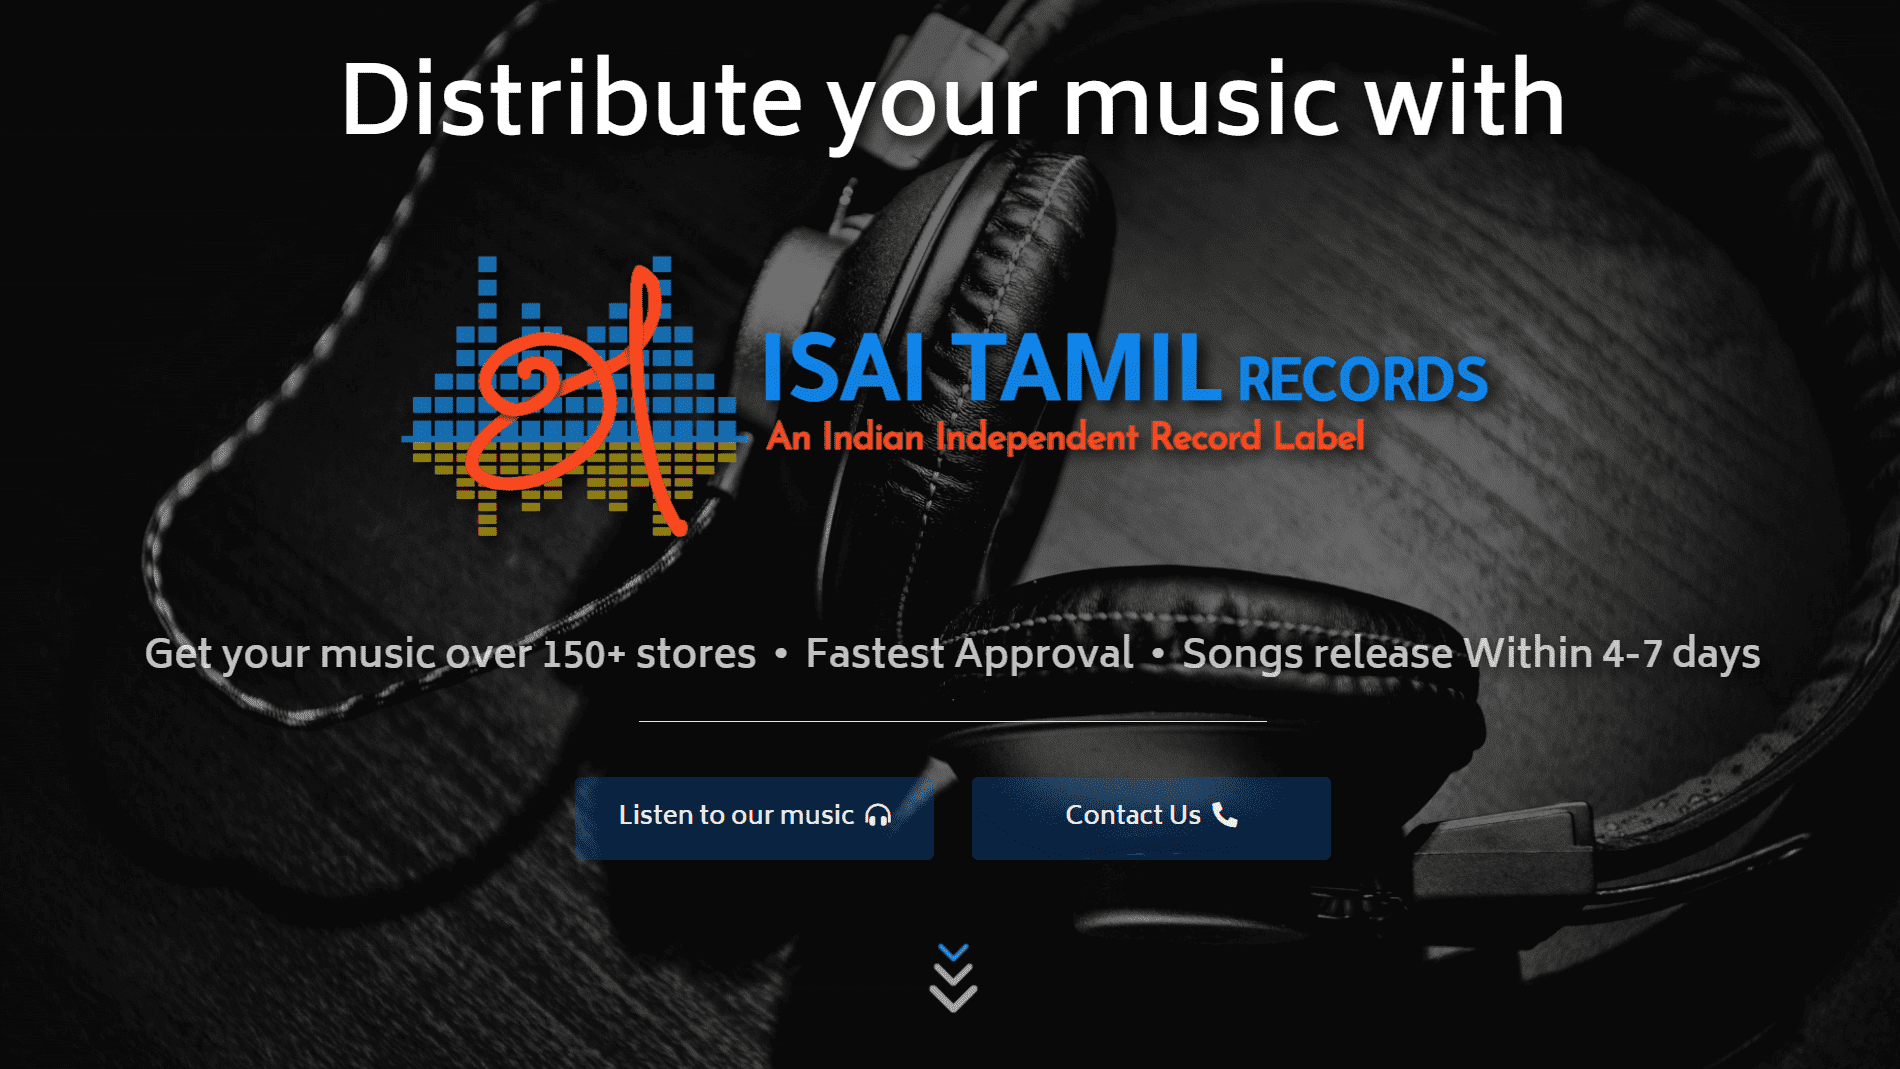 Distribute your music with
ISAI TAMIL RECORDS
An Indian Independent Record Label
Get your music over 150+ stores • Fastest Approval • Songs release Within 4-7 days
Listen to our music
Contact Us